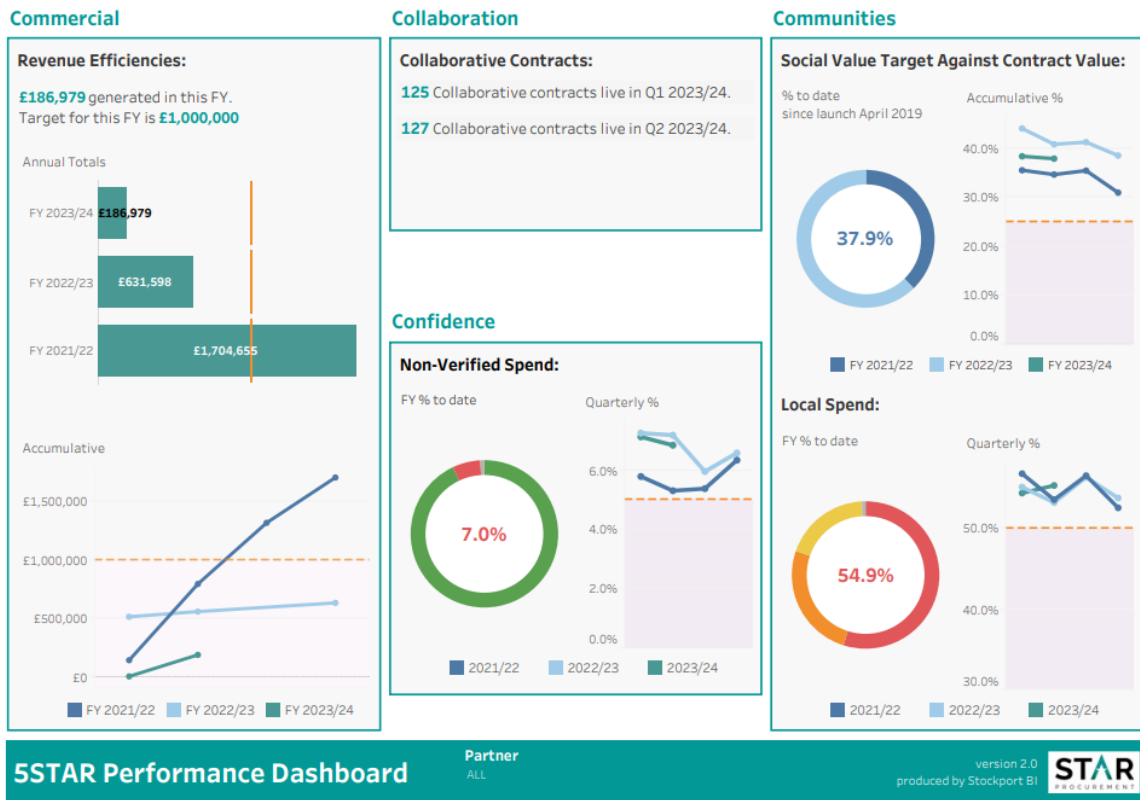 Commercial
Revenue Efficiencies:
£186,979 generated in this FY.
Target for this FY is £1,000,000
Annual Totals
FY 2023/24 £186,979
FY 2022/23 £631,598
FY 2021/22 £1,704,655
Accumulative
£1,500,000
£1,000,000
£500,000
£0
FY 2021/22 FY 2022/23 FY 2023/24
Collaboration
Collaborative Contracts:
125 Collaborative contracts live in Q1 2023/24.
127 Collaborative contracts live in Q2 2023/24.
Confidence
Non-Verified Spend:
FY % to date
7.0%
Quarterly %
6.0%
4.0%
2.0%
0.0%
2021/22 2022/23 2023/24
Communities
Social Value Target Against Contract Value:
% to date
since launch April 2019
37.9%
Accumulative %
40.0%
30.0%
20.0%
10.0%
0.0%
FY 2021/22 FY 2022/23 FY 2023/24
Local Spend:
FY % to date
54.9%
Quarterly %
50.0%
40.0%
30.0%
2021/22 2022/23 2023/24
5STAR Performance Dashboard
Partner
ALL
version 2.0
produced by Stockport BI
STAR
PROCUREMENT